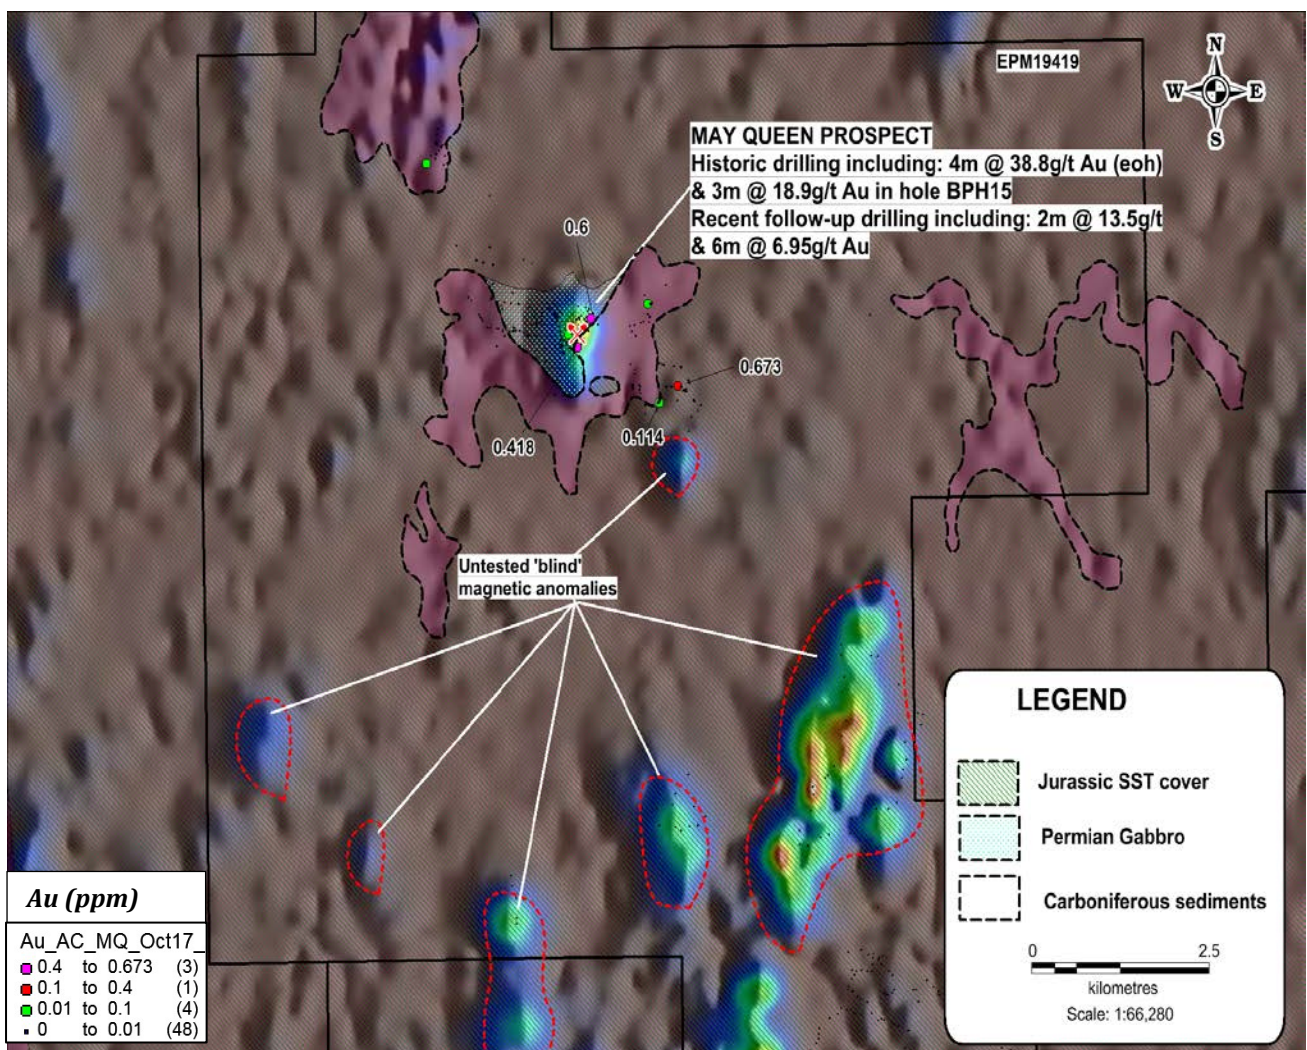 EPM19419
N
W
E
S
MAY QUEEN PROSPECT
Historic drilling including: 4m @ 38.8g/t Au (eoh)
& 3m @ 18.9g/t Au in hole BPH15
Recent follow-up drilling including: 2m @ 13.5g/t
& 6m @ 6.95g/t Au
0.6
0.673
0.418
0.114
Untested 'blind'
magnetic anomalies
LEGEND
Jurassic SST cover
Permian Gabbro
Carboniferous sediments
0 2.5
kilometres
Scale: 1:66,280
Au (ppm)
Au_AC_MQ_Oct17_
0.4 to 0.673 (3)
0.1 to 0.4 (1)
0.01 to 0.1 (4)
0 to 0.01 (48)